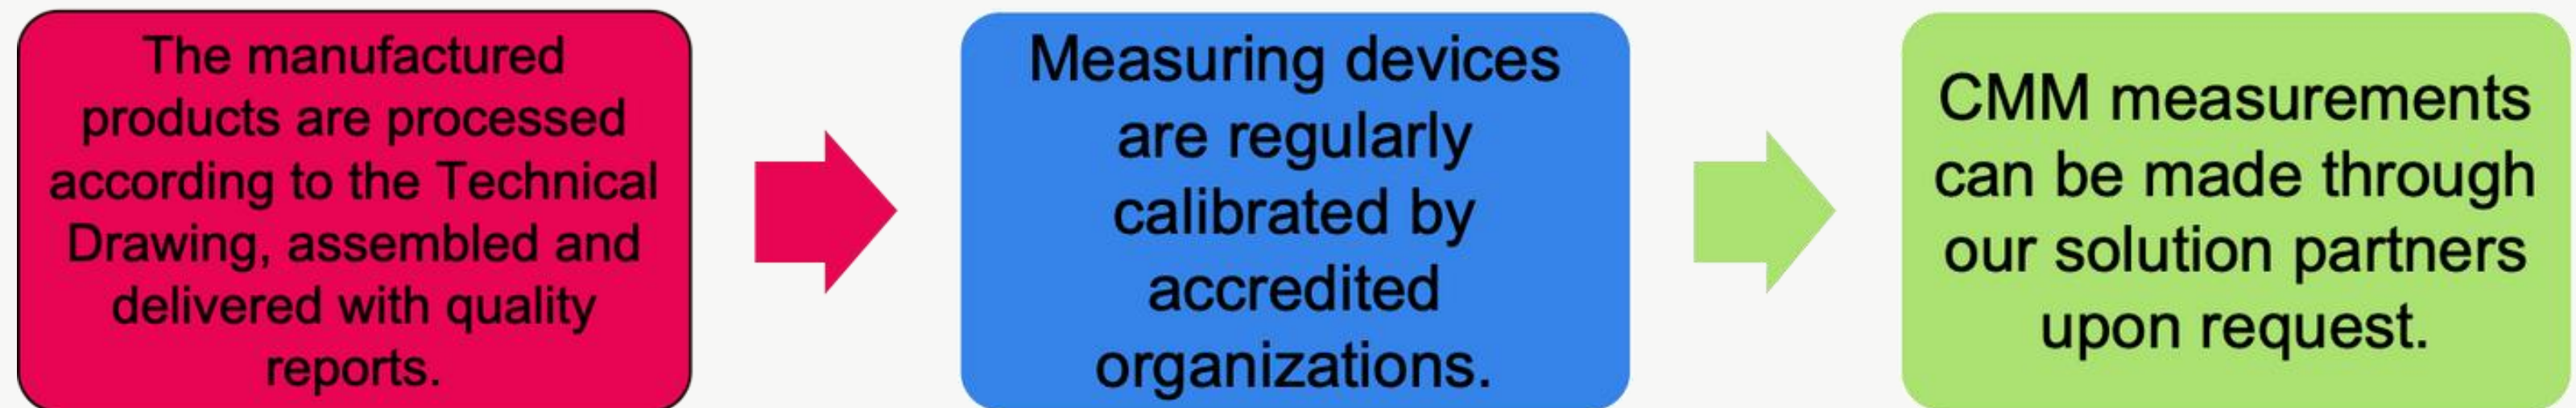 The manufactured
products are processed
according to the Technical
Drawing, assembled and
delivered with quality
reports.
Measuring devices
are regularly
calibrated by
accredited
organizations.
CMM measurements
can be made through
our solution partners
upon request.